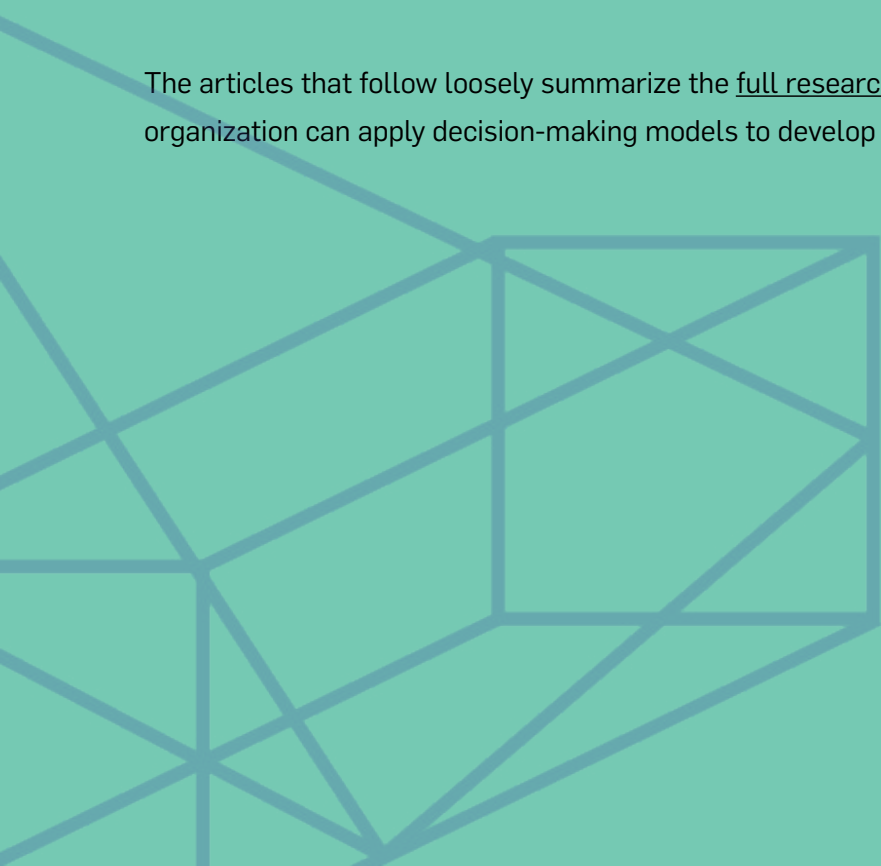 The articles that follow loosely summarize the full researc
organization can apply decision-making models to develop